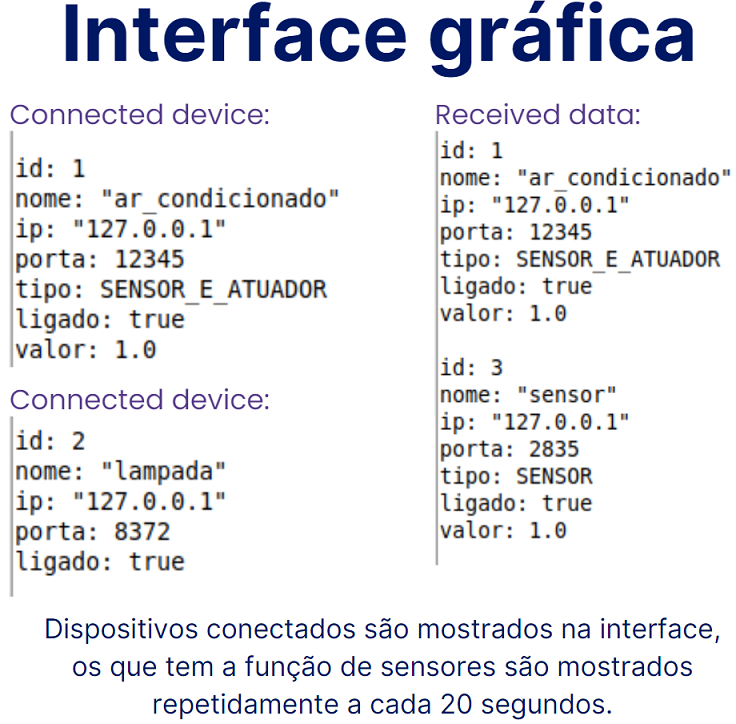 Interface gráfica
Connected device:
id: 1
nome: "ar_condicionado"
ip: "127.0.0.1"
porta: 12345
tipo: SENSOR_E_ATUADOR
ligado: true
valor: 1.0
Connected device:
id: 2
nome: "lampada"
ip: "127.0.0.1"
porta: 8372
ligado: true
Received data:
id: 1
nome: "ar_condicionado"
ip: "127.0.0.1"
porta: 12345
tipo: SENSOR_E_ATUADOR
ligado: true
valor: 1.0
id: 3
nome: "sensor"
ip: "127.0.0.1"
porta: 2835
tipo: SENSOR
ligado: true
valor: 1.0
Dispositivos conectados são mostrados na interface,
os que tem a função de sensores são mostrados
repetidamente a cada 20 segundos.